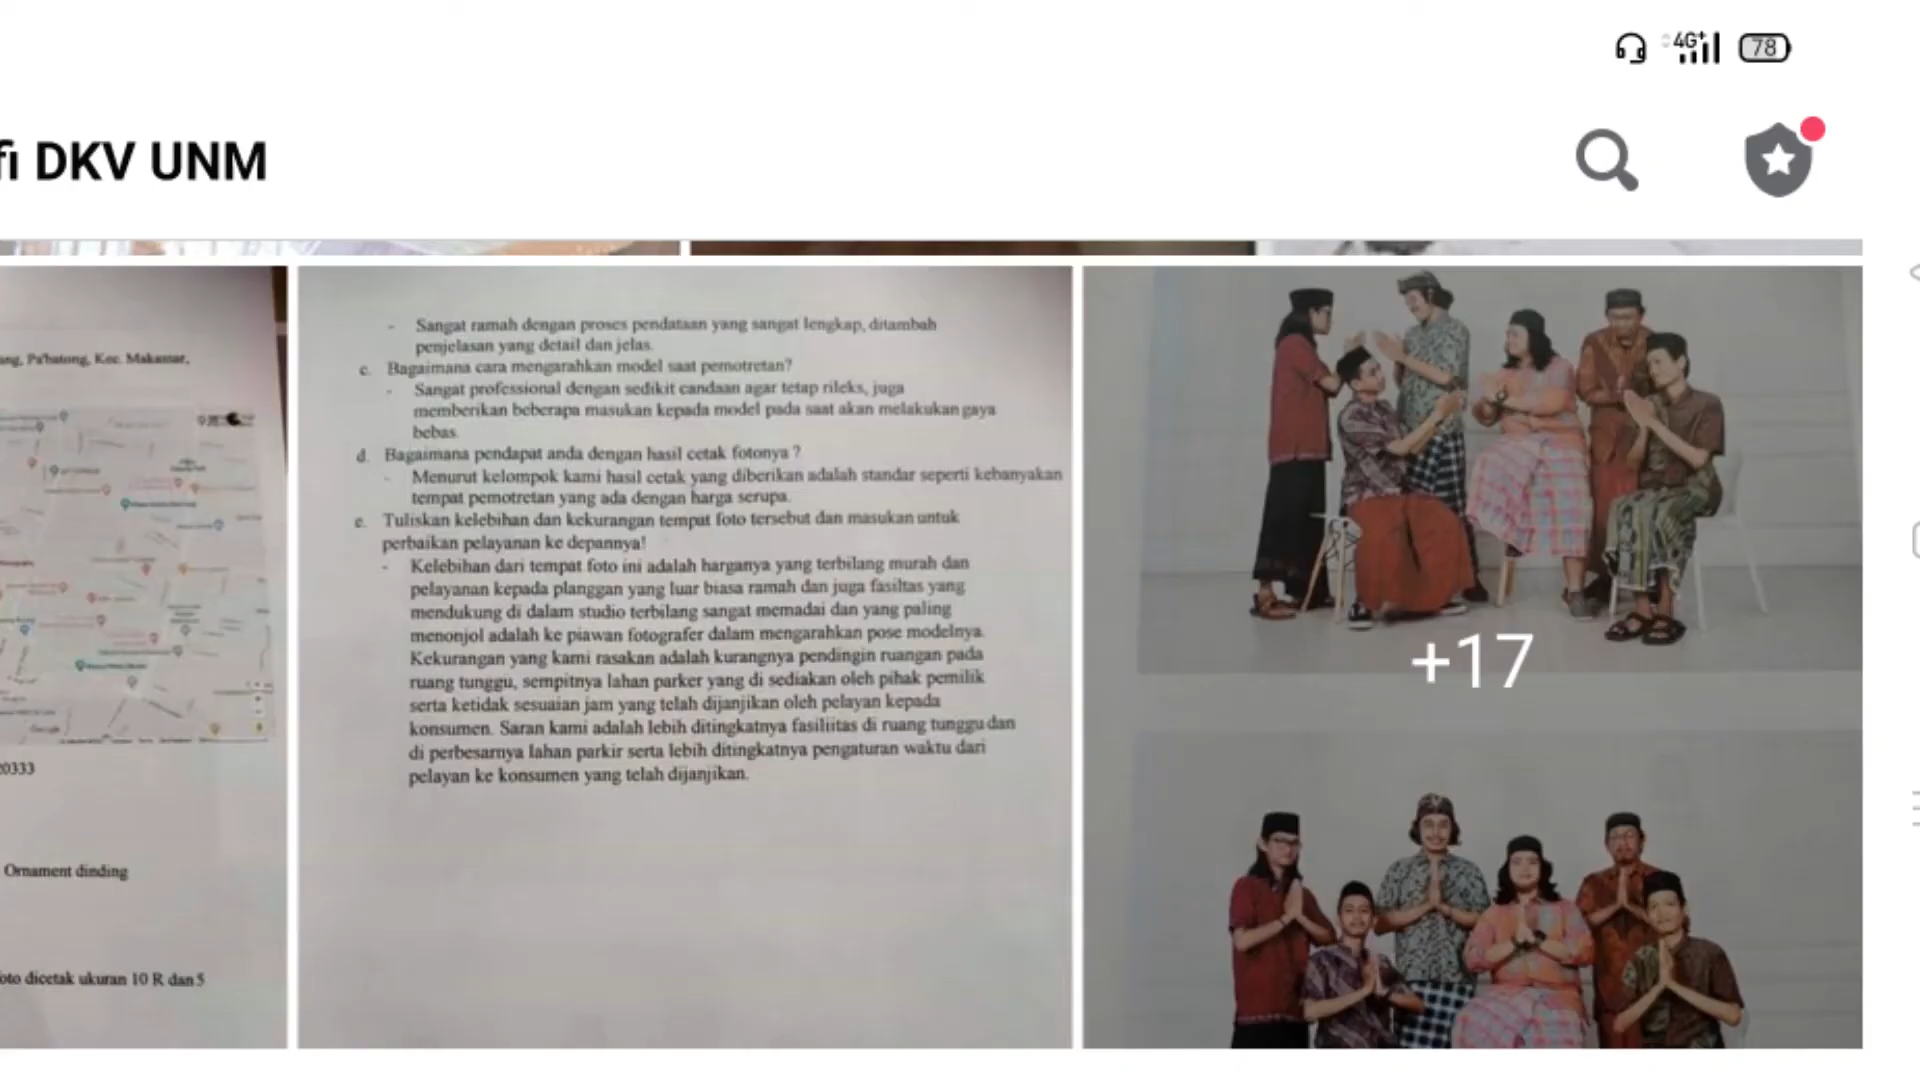 4G+
78
fi DKV UNM
ang, Pa'batong, Kec. Makassar,
20333
Ornament dinding
oto dicetak ukuran 10 R dan 5
- Sangat ramah dengan proses pendataan yang sangat lengkap, ditambah
penjelasan yang detail dan jelas.
c. Bagaimana cara mengarahkan model saat pemotretan?
- Sangat professional dengan sedikit candaan agar tetap rileks, juga
memberikan beberapa masukan kepada model pada saat akan melakukan gaya
bebas.
d. Bagaimana pendapat anda dengan hasil cetak fotonya ?
- Menurut kelompok kami hasil cetak yang diberikan adalah standar seperti kebanyakan
tempat pemotretan yang ada dengan harga serupa.
e. Tuliskan kelebihan dan kekurangan tempat foto tersebut dan masukan untuk
perbaikan pelayanan ke depannya!
- Kelebihan dari tempat foto ini adalah harganya yang terbilang murah dan
pelayanan kepada planggan yang luar biasa ramah dan juga fasiltas yang
mendukung di dalam studio terbilang sangat memadai dan yang paling
menonjol adalah ke piawan fotografer dalam mengarahkan pose modelnya.
Kekurangan yang kami rasakan adalah kurangnya pendingin ruangan pada
ruang tunggu, sempitnya lahan parker yang di sediakan oleh pihak pemilik
serta ketidak sesuaian jam yang telah dijanjikan oleh pelayan kepada
konsumen. Saran kami adalah lebih ditingkatnya fasiliitas di ruang tunggu dan
di perbesarnya lahan parkir serta lebih ditingkatnya pengaturan waktu dari
pelayan ke konsumen yang telah dijanjikan.
+17